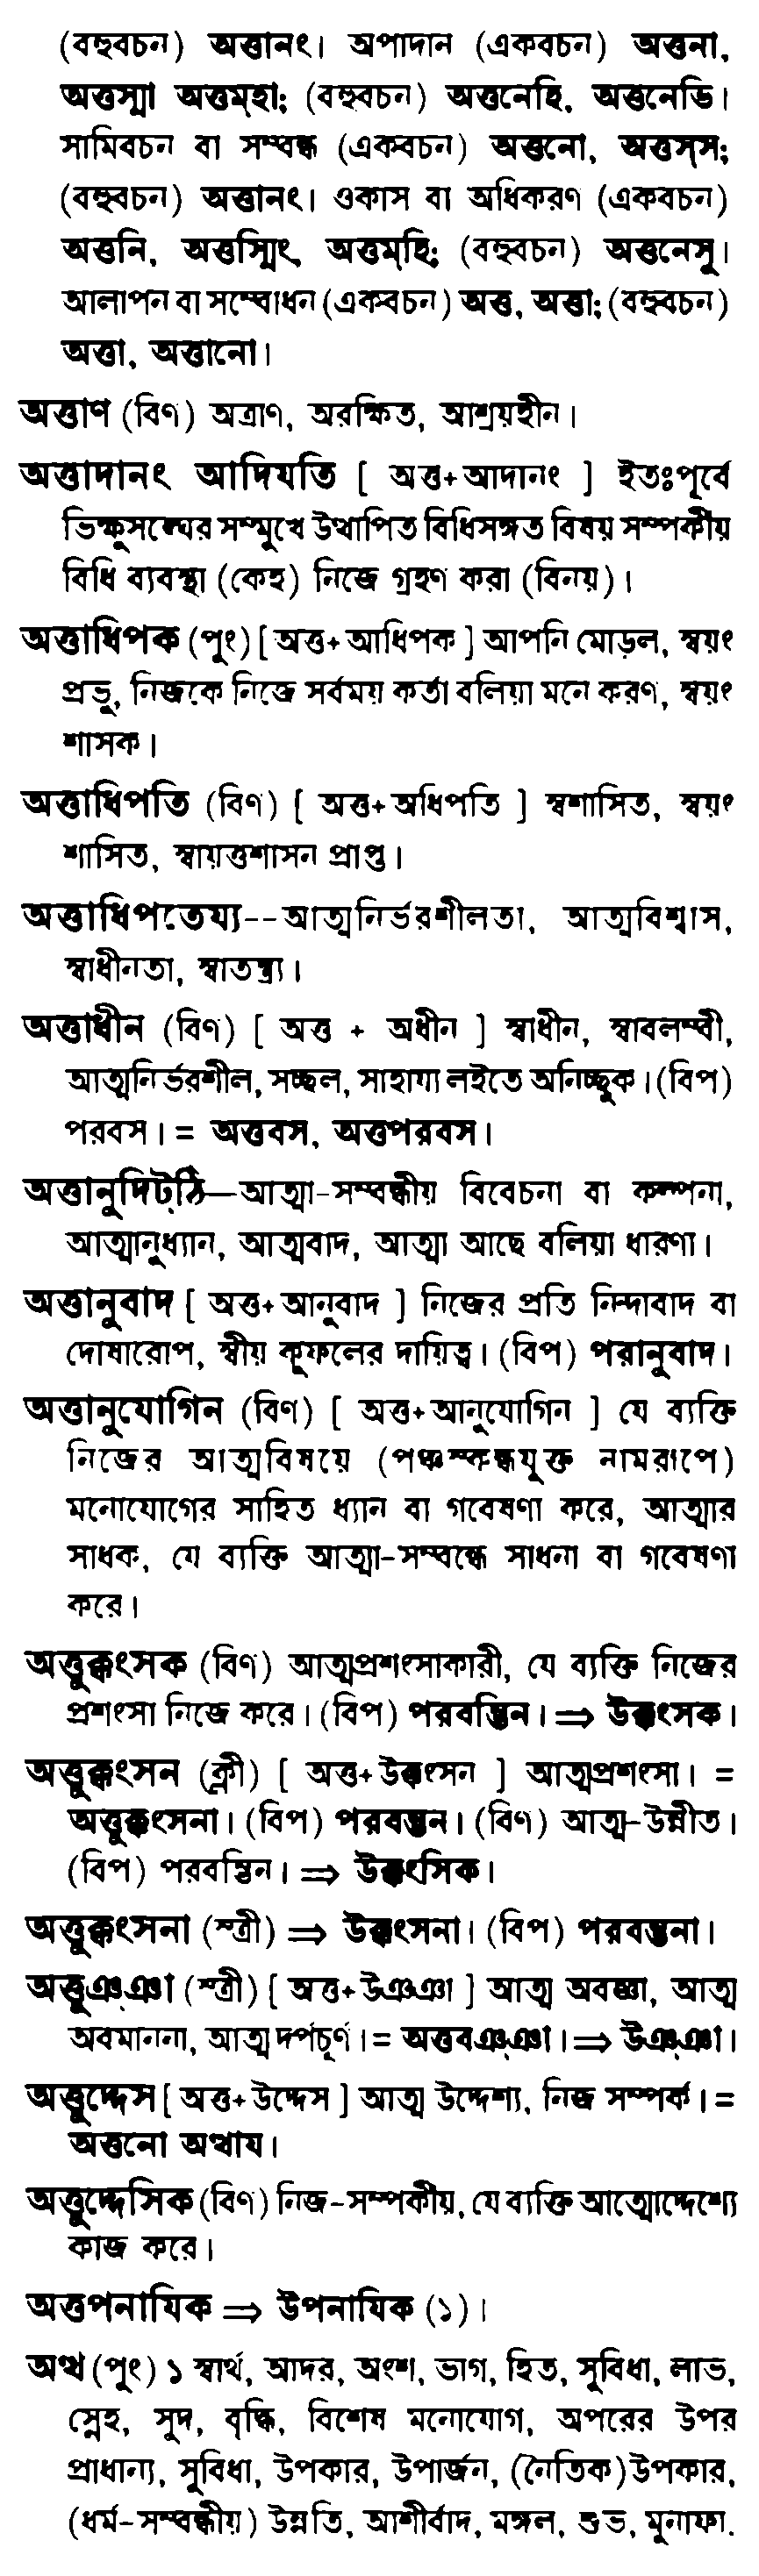 (বহুবচন) অত্তানং। অপাদান (একবচন) অত্তনা,
অত্তস্মা অত্তম্‌হা; (বহুবচন) অত্তনেহি, অত্তনেভি।
সামিবচন বা সম্বন্ধ (একবচন) অত্তনো, অত্তস্‌স;
(বহুবচন) অত্তানং। ওকাস বা অধিকরণ (একবচন)
অত্তনি, অত্তস্মিং, অত্তম্‌হি; (বহুবচন) অত্তনেসু।
আলাপন বা সম্বোধন (একবচন) অত্ত, অত্তা; (বহুবচন)
অত্তা, অত্তানো।
অত্তাণ (বিণ) অত্রাণ, অরক্ষিত, আশ্রয়হীন।
অত্তাদানং আদিযতি [ অত্ত+আদানং ] ইতঃপূর্বে
ভিক্ষুসঙ্ঘের সম্মুখে উত্থাপিত বিধিসঙ্গত বিষয় সম্পর্কীয়
বিধি ব্যবস্থা (কেহ) নিজে গ্রহণ করা (বিনয়)।
অত্তাধিপক (পুং) [ অত্ত+আধিপক ] আপনি মোড়ল, স্বয়ং
প্রভু, নিজকে নিজে সর্বময় কর্তা বলিয়া মনে করণ, স্বয়ং
শাসক।
অত্তাধিপতি (বিণ) [ অত্ত+অধিপতি ] স্বশাসিত, স্বয়ং
শাসিত, স্বায়ত্তশাসন প্রাপ্ত।
অত্তাধিপতেয্য--আত্মনির্ভরশীলতা, আত্মবিশ্বাস,
স্বাধীনতা, স্বাতন্ত্র্য।
অত্তাধীন (বিণ) [ অত্ত + অধীন ] স্বাধীন, স্বাবলম্বী,
আত্মনির্ভরশীল, সচ্ছল, সাহায্য লইতে অনিচ্ছুক। (বিপ)
পরবস। = অত্তবস, অত্তপরবস।
অত্তানুদিট্‌ঠি—আত্মা-সম্বন্ধীয় বিবেচনা বা কল্পনা,
আত্মানুধ্যান, আত্মবাদ, আত্মা আছে বলিয়া ধারণা।
অত্তানুবাদ [ অত্ত+আনুবাদ ] নিজের প্রতি নিন্দাবাদ বা
দোষারোপ, স্বীয় কুফলের দায়িত্ব। (বিপ) পরানুবাদ।
অত্তানুযোগিন (বিণ) [ অত্ত+আনুযোগিন ] যে ব্যক্তি
নিজের আত্মবিষয়ে (পঞ্চস্কন্ধযুক্ত নামরূপে)
মনোযোগের সাহিত ধ্যান বা গবেষণা করে, আত্মার
সাধক, যে ব্যক্তি আত্মা-সম্বন্ধে সাধনা বা গবেষণা
করে।
অত্তুক্কংসক (বিণ) আত্মপ্রশংসাকারী, যে ব্যক্তি নিজের
প্রশংসা নিজে করে। (বিপ) পরবম্ভিন। ⇒ উক্কংসক।
অত্তুক্কংসন (ক্লী) [ অত্ত+উক্কংসন ] আত্মপ্রশংসা। =
অত্তুক্কংসনা। (বিপ) পরবম্ভন। (বিণ) আত্ম-উন্নীত।
(বিপ) পরবম্ভিন। ⇒ উক্কংসিক।
অত্তুক্কংসনা (স্ত্রী) ⇒ উক্কংসনা। (বিপ) পরবম্ভনা।
অত্তুঞ্‌ঞা (স্ত্রী) [ অত্ত+উঞ্‌ঞা ] আত্ম অবজ্ঞা, আত্ম
অবমাননা, আত্ম দর্পচূর্ণ। = অত্তবঞ্‌ঞা। ⇒ উঞ্‌ঞা।
অত্তুদ্দেস [ অত্ত+উদ্দেস ] আত্ম উদ্দেশ্য, নিজ সম্পর্ক। =
অত্তনো অত্থায।
অত্তুদ্দেসিক (বিণ) নিজ-সম্পর্কীয়, যে ব্যক্তি আত্মোদ্দেশ্যে
কাজ করে।
অত্তুপনাযিক ⇒ উপনাযিক (১)।
অত্থ (পুং) ১ স্বার্থ, আদর, অংশ, ভাগ, হিত, সুবিধা, লাভ,
স্নেহ, সুদ, বৃদ্ধি, বিশেষ মনোযোগ, অপরের উপর
প্রাধান্য, সুবিধা, উপকার, উপার্জন, (নৈতিক) উপকার,
(ধর্ম-সম্বন্ধীয়) উন্নতি, আশীর্বাদ, মঙ্গল, শুভ, মুনাফা.